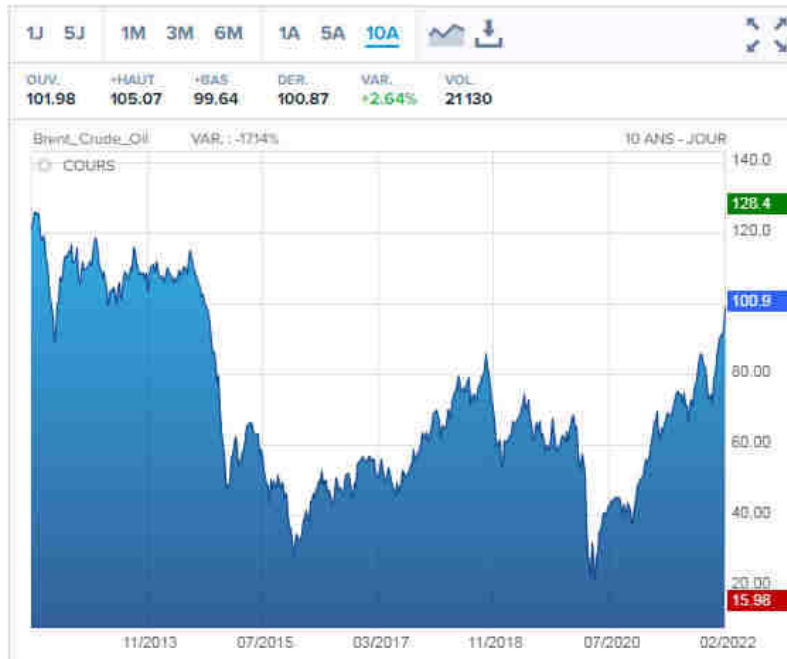 1J 5J 1M 3M 6M 1A 5A 10A
OUV. +HAUT +BAS DER. VAR. VOL.
101.98 105.07 99.64 100.87 +2.64% 21130
Brent_Crude_Oil VAR. : -17.14% 10 ANS - JOUR
COURS
140.0
128.4
120.0
100.9
80.00
60.00
40.00
20.00
15.98
11/2013 07/2015 03/2017 11/2018 07/2020 02/2022